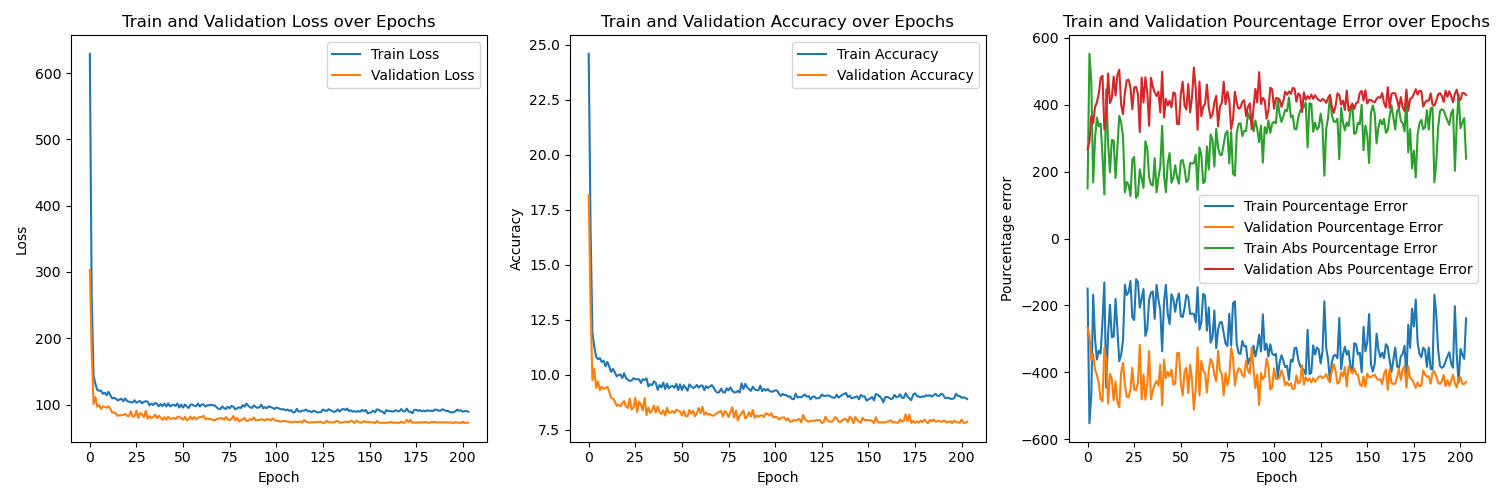 Train and Validation Loss over Epochs
Loss
600
500
400
300
200
100
0
25
50
75
100
125
150
175
200
Epoch
Train Loss
Validation Loss
Train and Validation Accuracy over Epochs
Accuracy
25.0
22.5
20.0
17.5
15.0
12.5
10.0
7.5
0
25
50
75
100
125
150
175
200
Epoch
Train Accuracy
Validation Accuracy
Train and Validation Pourcentage Error over Epochs
Pourcentage error
600
400
200
0
−200
−400
−600
0
25
50
75
100
125
150
175
200
Epoch
Train Pourcentage Error
Validation Pourcentage Error
Train Abs Pourcentage Error
Validation Abs Pourcentage Error